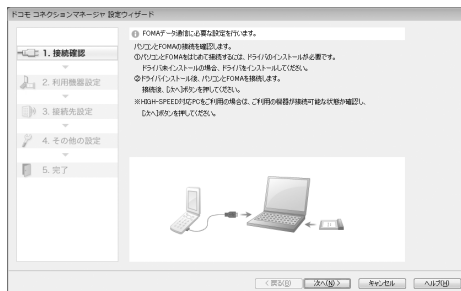 ドコモ コネクションマネージャ 設定ウィザード
FOMAデータ通信に必要な設定を行います。
1. 接続確認
2. 利用機器設定
3. 接続先設定
4. その他の設定
5. 完了
パソコンとFOMAの接続を確認します。
①パソコンとFOMAをはじめて接続するには、ドライバのインストールが必要です。
ドライバ未インストールの場合、ドライバをインストールしてください。
②ドライバインストール後、パソコンとFOMAを接続します。
接続後、[次へ]ボタンを押してください。
※HIGH-SPEED対応PCをご利用の場合は、ご利用の機器が接続可能な状態か確認し、
[次へ]ボタンを押してください。
< 戻る(B)
次へ(N) >
キャンセル
ヘルプ(H)